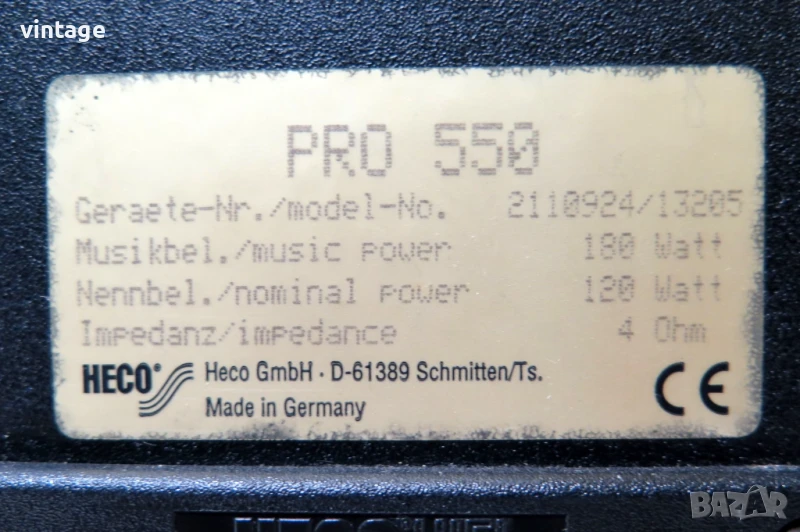 vintage
PRO 550
Geraete-Nr./model-No. 2110924/13205
Musikbel./music power 180 Watt
Nennbel./nominal power 120 Watt
Impedanz/impedance 4 Ohm
HECO® Heco GmbH · D-61389 Schmitten/Ts.
Made in Germany
CE
BAZAR